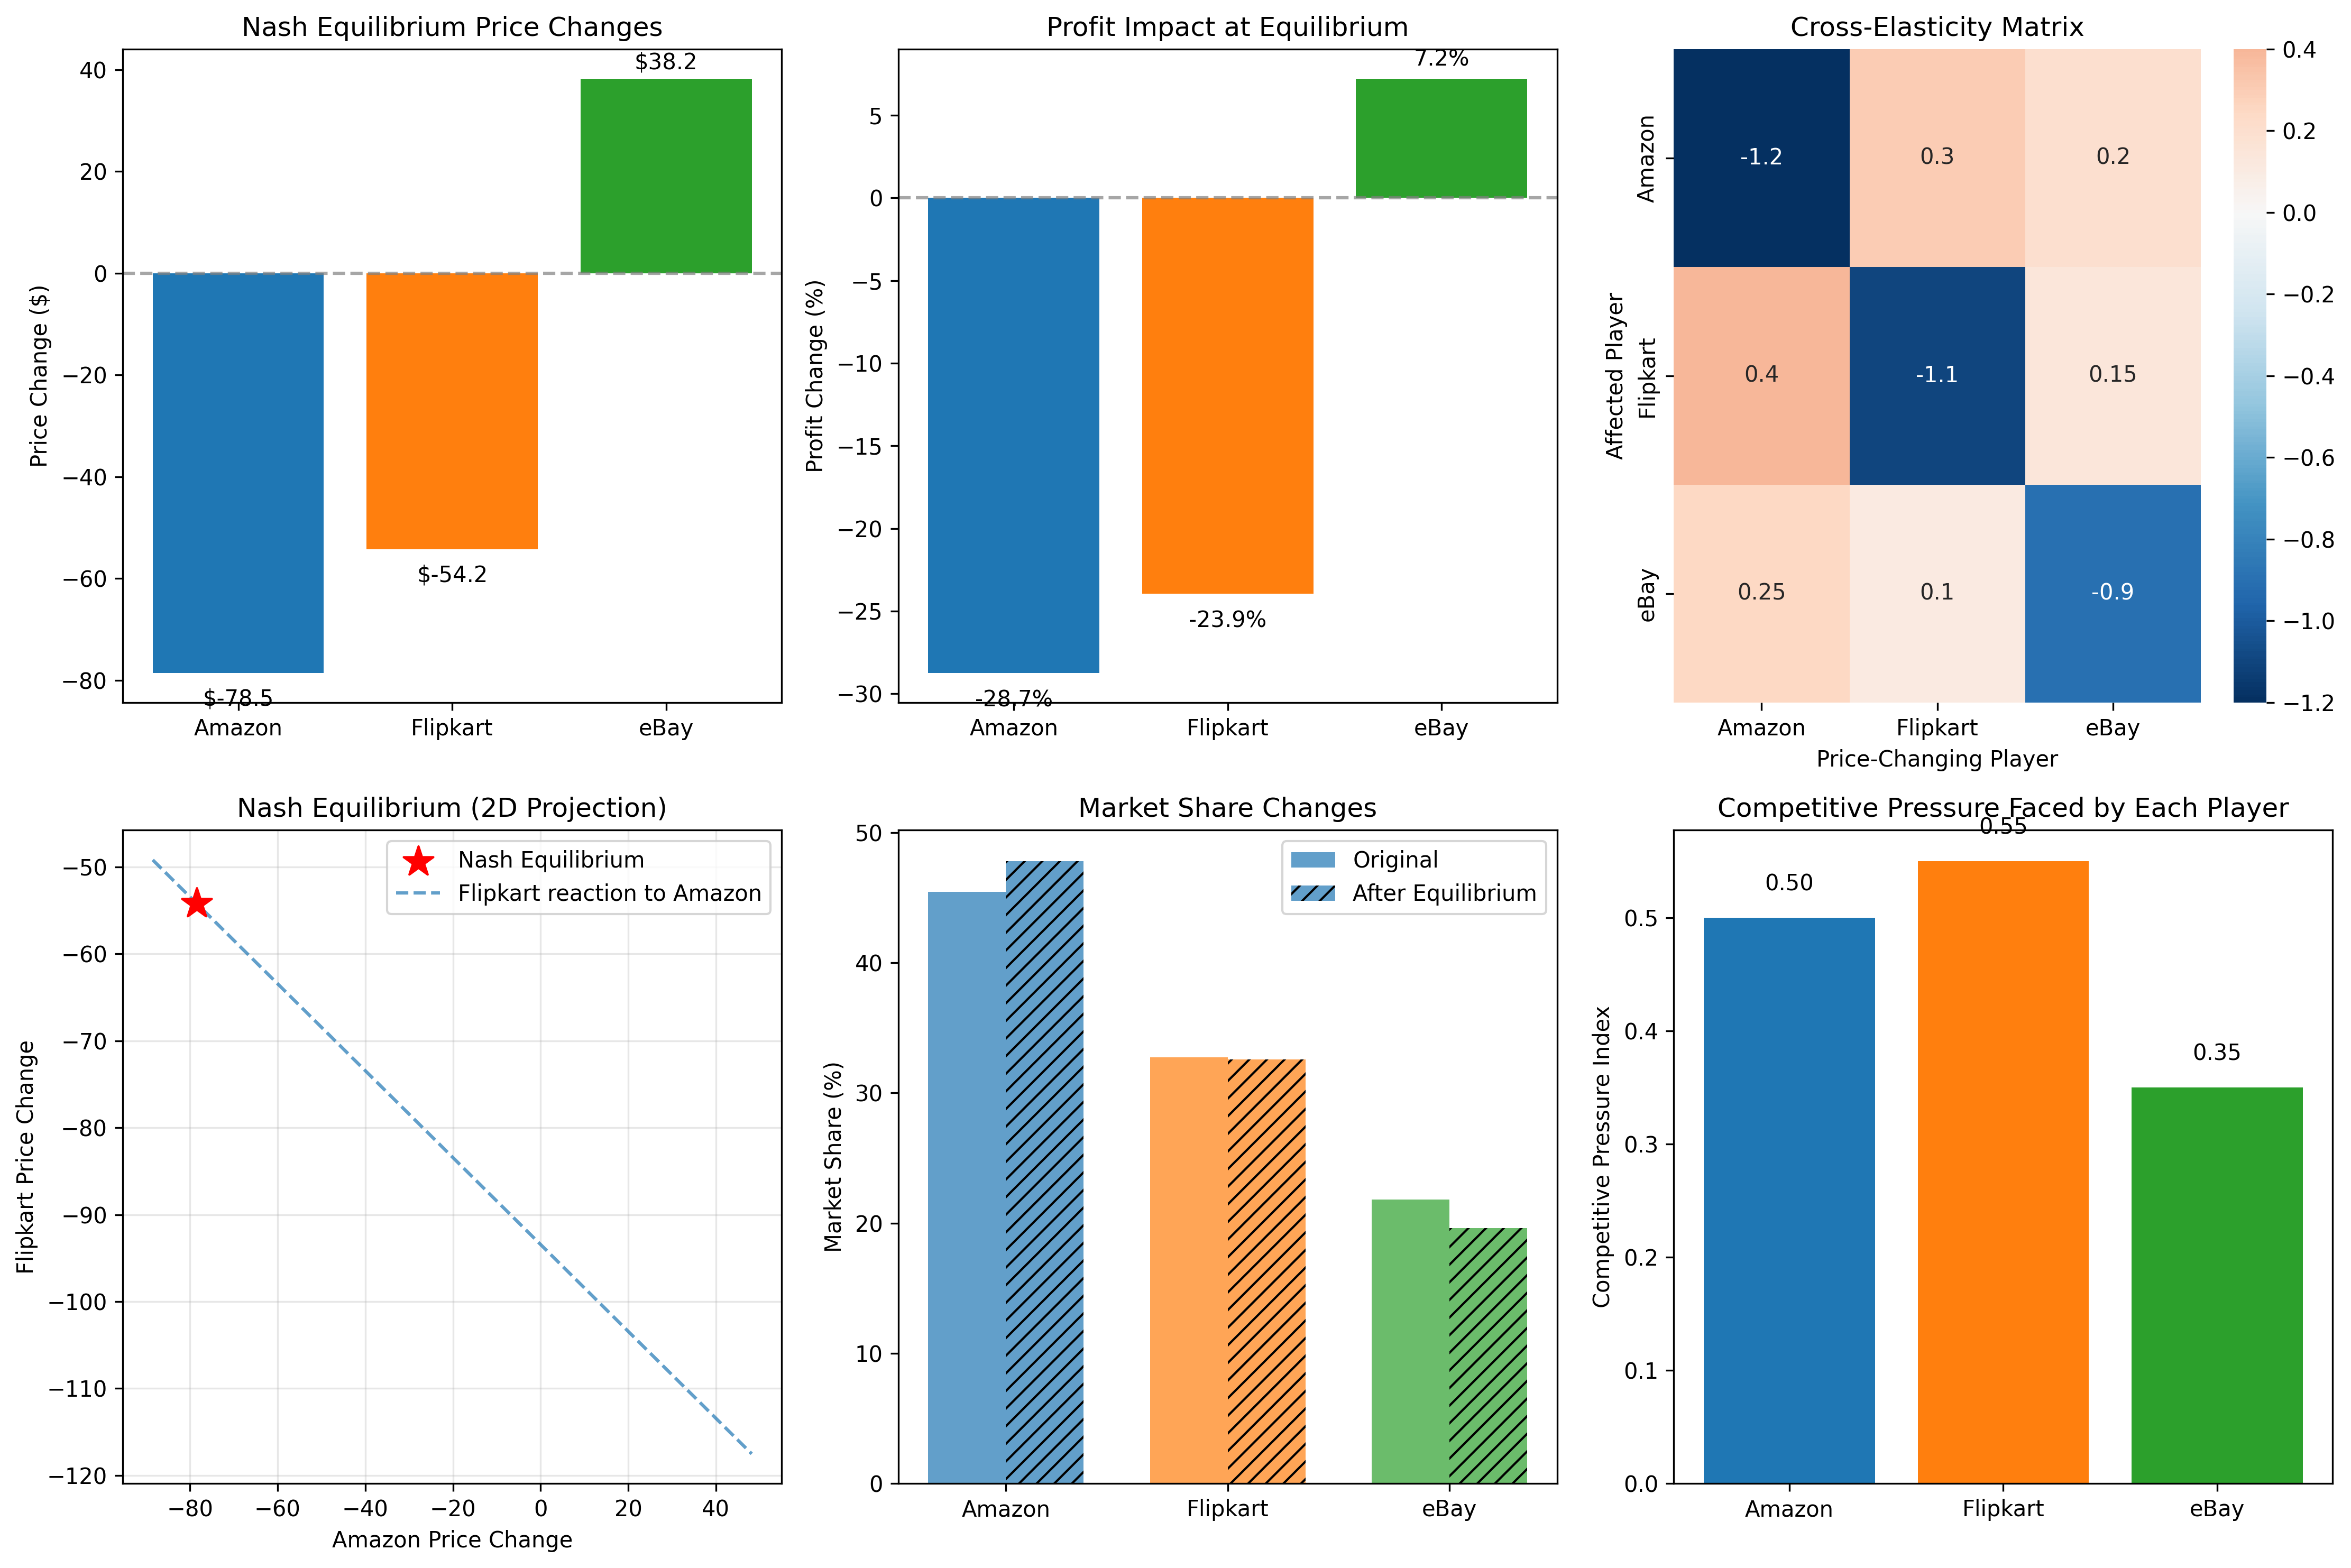 Nash Equilibrium Price Changes
Price Change ($)
40
20
0
−20
−40
−60
−80
$-78.5
$-54.2
$38.2
Amazon
Flipkart
eBay
Profit Impact at Equilibrium
Profit Change (%)
5
0
−5
−10
−15
−20
−25
−30
-28.7%
-23.9%
7.2%
Amazon
Flipkart
eBay
Cross-Elasticity Matrix
Affected Player
Amazon
-1.2 0.3 0.2
Flipkart
0.4 -1.1 0.15
eBay
0.25 0.1 -0.9
Amazon Flipkart eBay
Price-Changing Player
0.4
0.2
0.0
−0.2
−0.4
−0.6
−0.8
−1.0
−1.2
Nash Equilibrium (2D Projection)
Nash Equilibrium
Flipkart reaction to Amazon
Flipkart Price Change
−50
−60
−70
−80
−90
−100
−110
−120
−80 −60 −40 −20 0 20 40
Amazon Price Change
Market Share Changes
Original
After Equilibrium
Market Share (%)
50
40
30
20
10
0
Amazon
Flipkart
eBay
Competitive Pressure Faced by Each Player
Competitive Pressure Index
0.5
0.4
0.3
0.2
0.1
0.0
0.50
0.55
0.35
Amazon
Flipkart
eBay